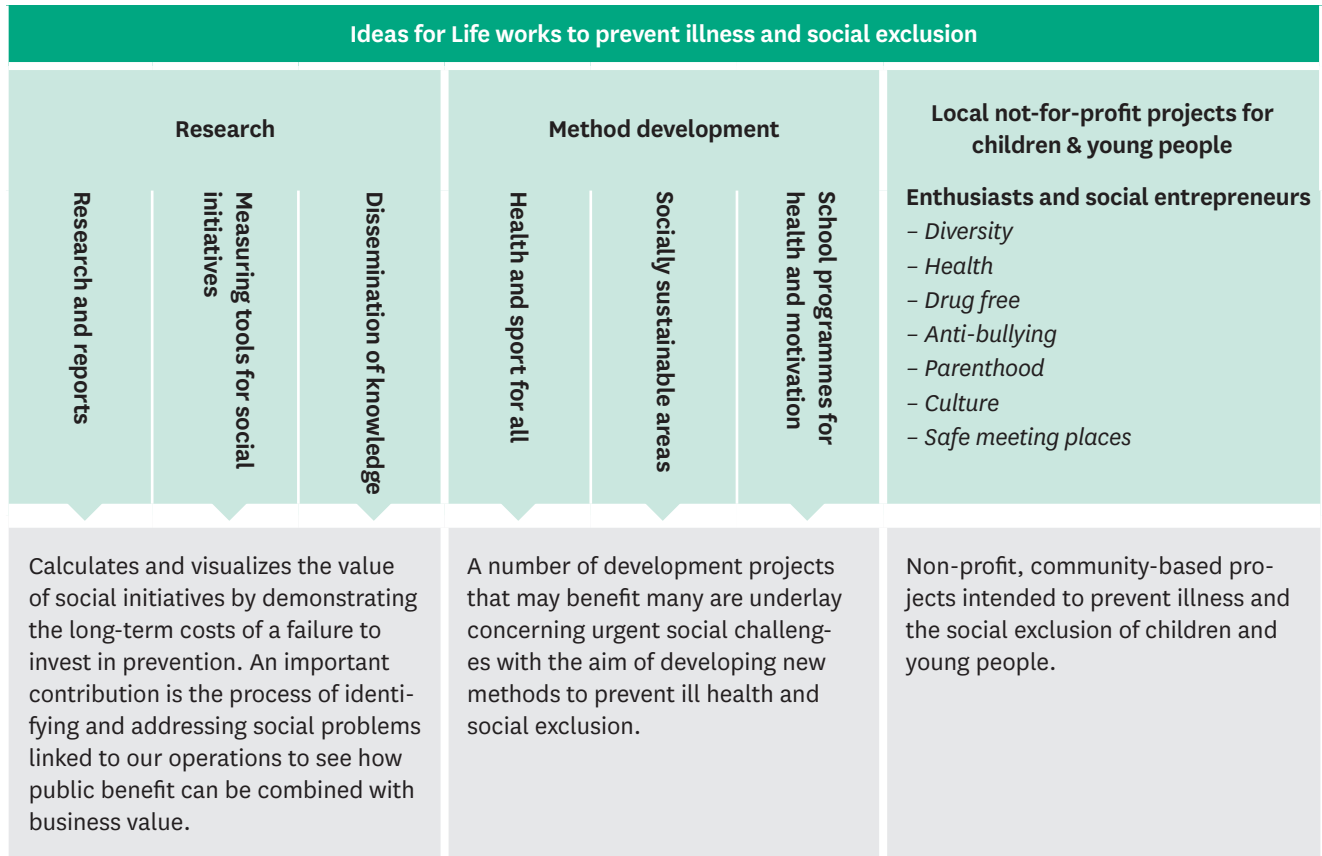 Ideas for Life works to prevent illness and social exclusion
Research
Research and reports
Measuring tools for social
initiatives
Dissemination of knowledge
Calculates and visualizes the value
of social initiatives by demonstrating
the long-term costs of a failure to
invest in prevention. An important
contribution is the process of identi-
fying and addressing social problems
linked to our operations to see how
public benefit can be combined with
business value.
Method development
Health and sport for all
Socially sustainable areas
School programmes for
health and motivation
A number of development projects
that may benefit many are underlay
concerning urgent social challeng-
es with the aim of developing new
methods to prevent ill health and
social exclusion.
Local not-for-profit projects for
children & young people
Enthusiasts and social entrepreneurs
– Diversity
– Health
– Drug free
– Anti-bullying
– Parenthood
– Culture
– Safe meeting places
Non-profit, community-based pro-
jects intended to prevent illness and
the social exclusion of children and
young people.